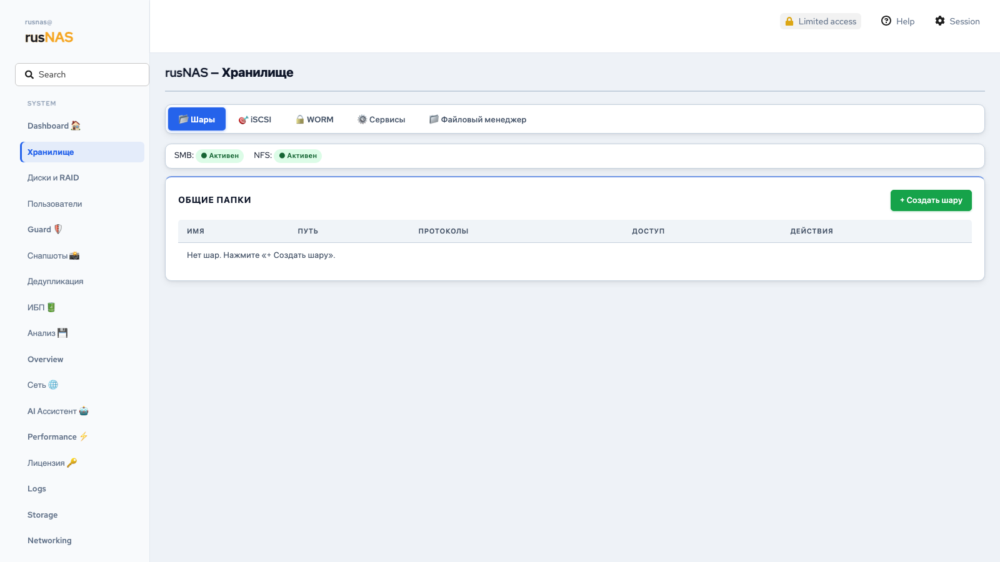 rusnas@
rusNAS
Search
SYSTEM
Dashboard 🏠
Хранилище
Диски и RAID
Пользователи
Guard 🛡️
Снапшоты 📸
Дедупликация
ИБП 🔋
Анализ 💾
Overview
Сеть 🌐
AI Ассистент 🤖
Performance ⚡
Лицензия 🔑
Logs
Storage
Networking
Limited access
Help
Session
rusNAS — Хранилище
📁 Шары
🎯 iSCSI
🔒 WORM
⚙️ Сервисы
📁 Файловый менеджер
SMB: ● Активен NFS: ● Активен
ОБЩИЕ ПАПКИ
+ Создать шару
ИМЯ ПУТЬ ПРОТОКОЛЫ ДОСТУП ДЕЙСТВИЯ
Нет шар. Нажмите «+ Создать шару».